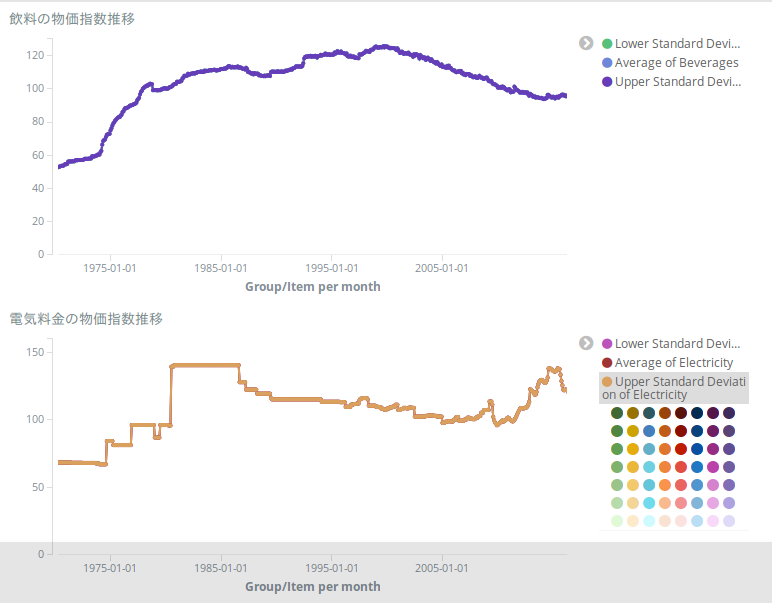 飲料の物価指数推移
120
100
80
60
40
20
0
1975-01-01
1985-01-01
1995-01-01
2005-01-01
Group/Item per month
Lower Standard Devi...
Average of Beverages
Upper Standard Devi...
電気料金の物価指数推移
150
100
50
0
1975-01-01
1985-01-01
1995-01-01
2005-01-01
Group/Item per month
Lower Standard Devi...
Average of Electricity
Upper Standard Deviati
on of Electricity